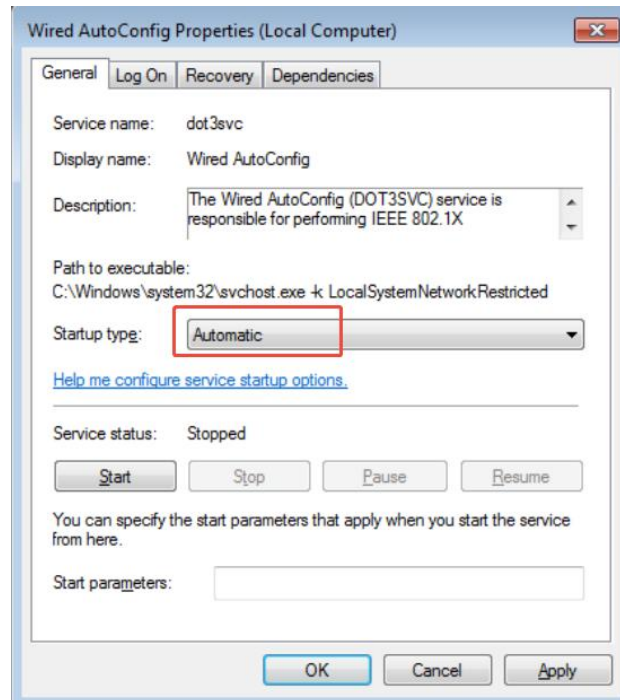 Wired AutoConfig Properties (Local Computer)
General Log On Recovery Dependencies
Service name: dot3svc
Display name: Wired AutoConfig
Description: The Wired AutoConfig (DOT3SVC) service is
responsible for performing IEEE 802.1X
Path to executable:
C:\Windows\system32\svchost.exe -k LocalSystemNetworkRestricted
Startup type: Automatic
Help me configure service startup options.
Service status: Stopped
Start Stop Pause Resume
You can specify the start parameters that apply when you start the service
from here.
Start parameters:
OK Cancel Apply